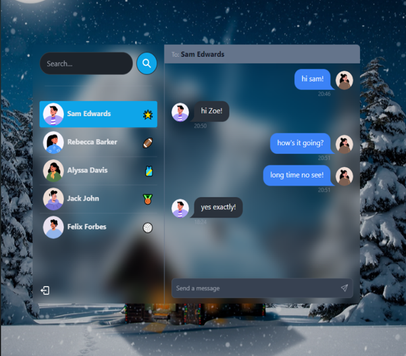 Search...
Sam Edwards
Rebecca Barker
Alyssa Davis
Jack John
Felix Forbes
Sam Edwards
hi sam!
20:48
hi Zoe!
20:50
how's it going?
20:51
long time no see!
20:51
yes exactly!
Send a message